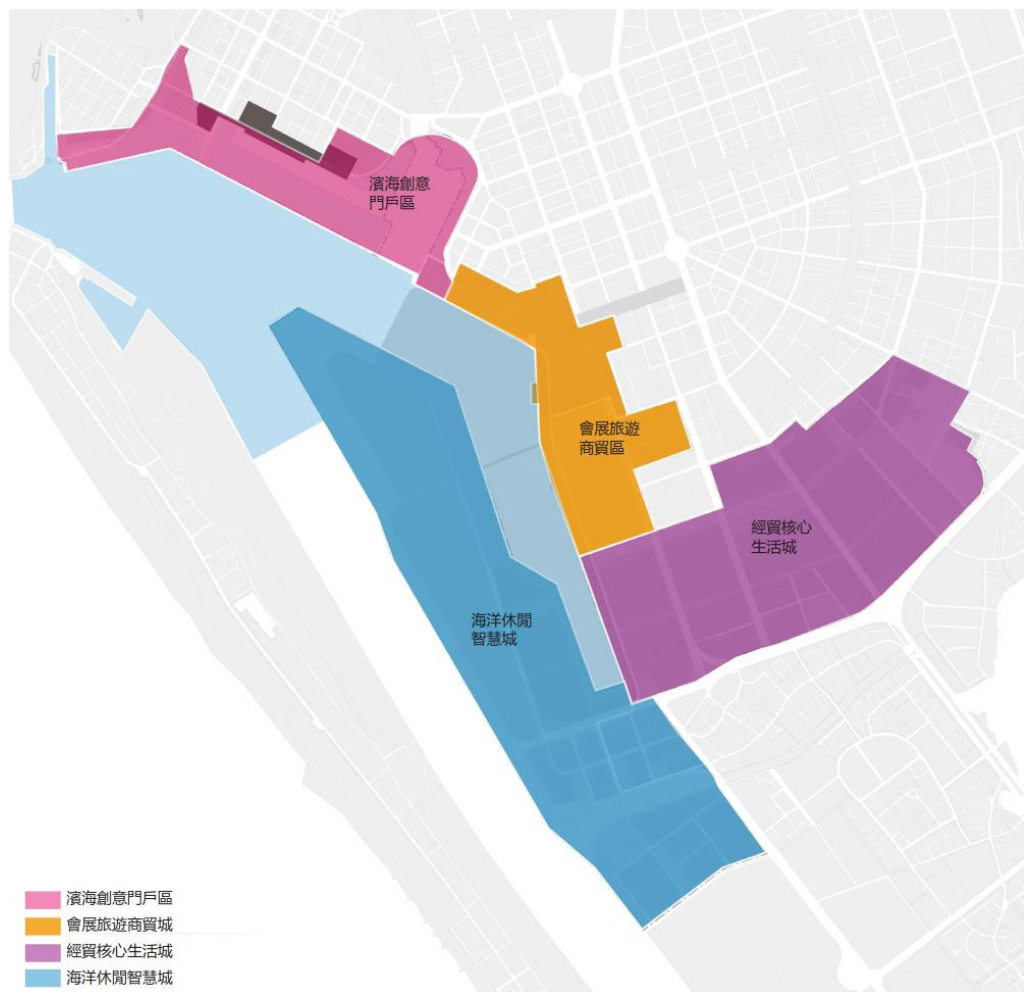 濱海創意
門戶區
會展旅遊
商貿區
經貿核心
生活城
海洋休閒
智慧城
濱海創意門戶區
會展旅遊商貿城
經貿核心生活城
海洋休閒智慧城